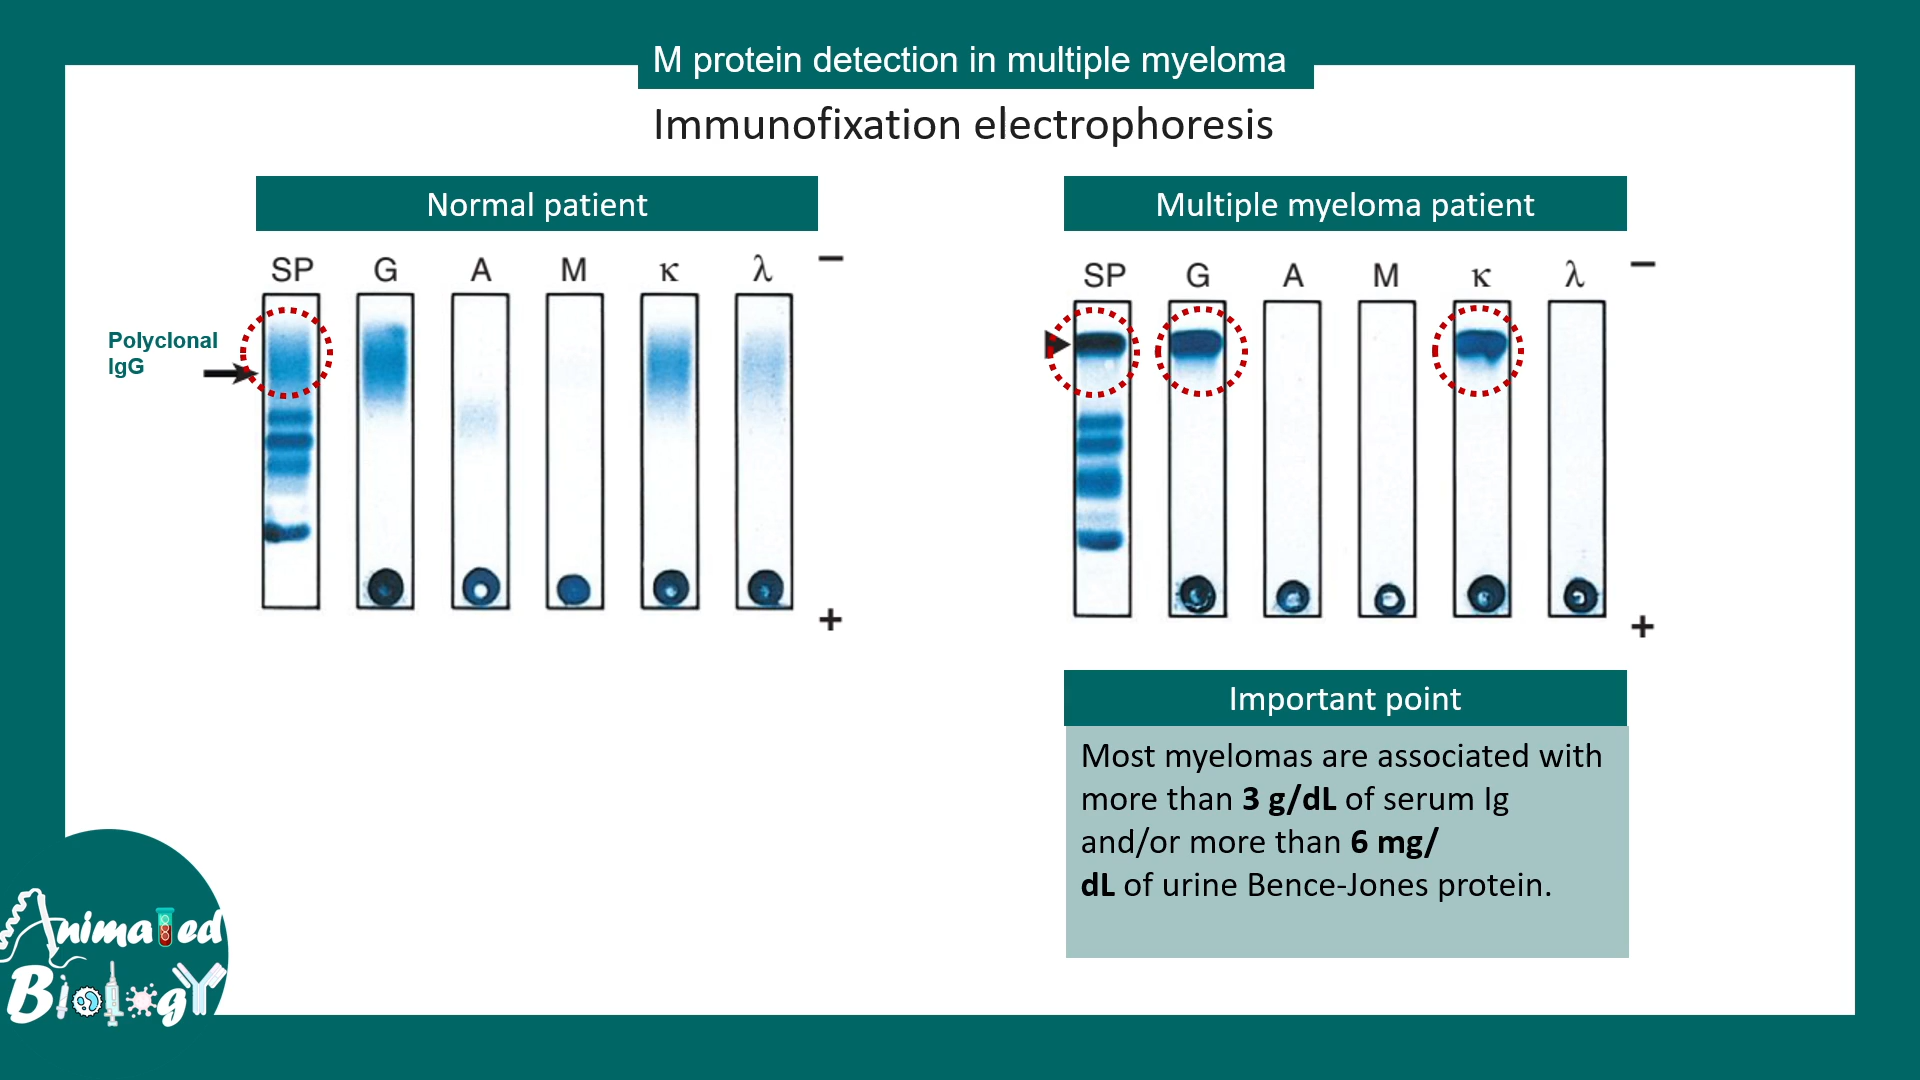 M protein detection in multiple myeloma
Immunofixation electrophoresis
Normal patient
SP G A M κ λ −
Polyclonal
IgG
+
Multiple myeloma patient
SP G A M κ λ −
+
Important point
Most myelomas are associated with
more than 3 g/dL of serum Ig
and/or more than 6 mg/
dL of urine Bence-Jones protein.
Animated
Biology